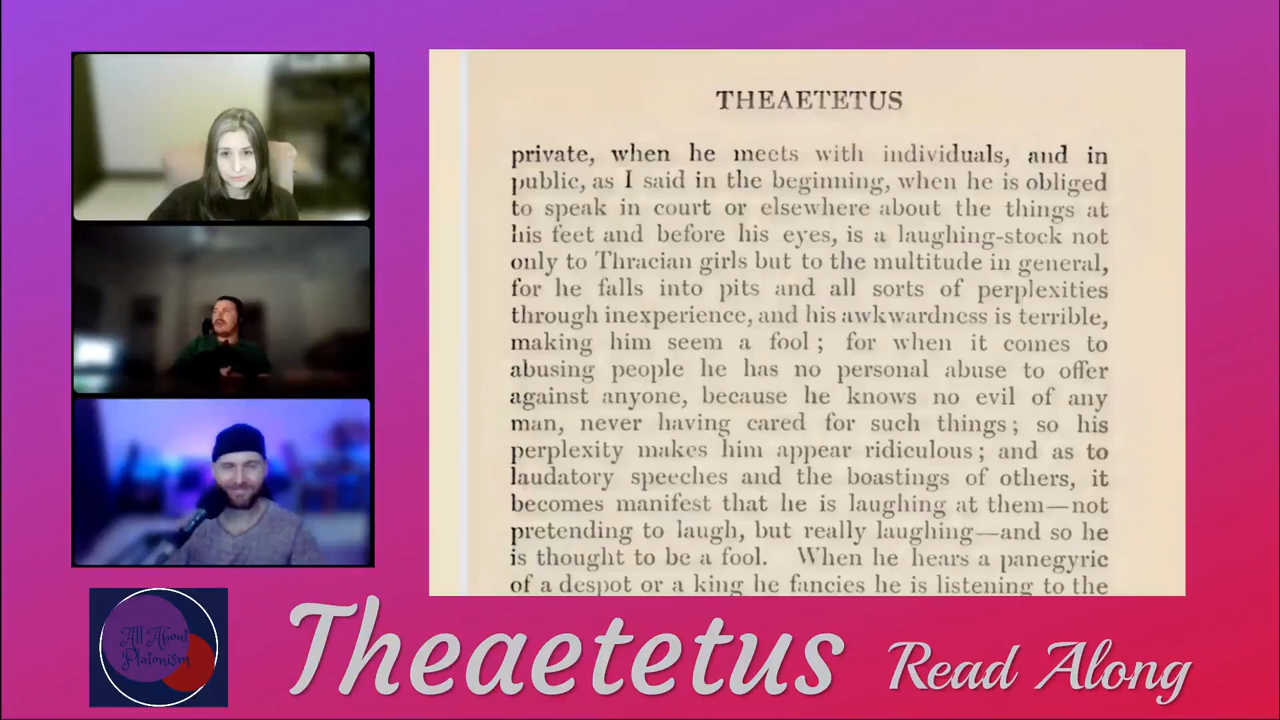 THEAETETUS
private, when he meets with individuals, and in
public, as I said in the beginning, when he is obliged
to speak in court or elsewhere about the things at
his feet and before his eyes, is a laughing-stock not
only to Thracian girls but to the multitude in general,
for he falls into pits and all sorts of perplexities
through inexperience, and his awkwardness is terrible,
making him seem a fool ; for when it comes to
abusing people he has no personal abuse to offer
against anyone, because he knows no evil of any
man, never having cared for such things ; so his
perplexity makes him appear ridiculous ; and as to
laudatory speeches and the boastings of others, it
becomes manifest that he is laughing at them—not
pretending to laugh, but really laughing—and so he
is thought to be a fool. When he hears a panegyric
of a despot or a king he fancies he is listening to the
All About
Platonism
Theaetetus Read Along